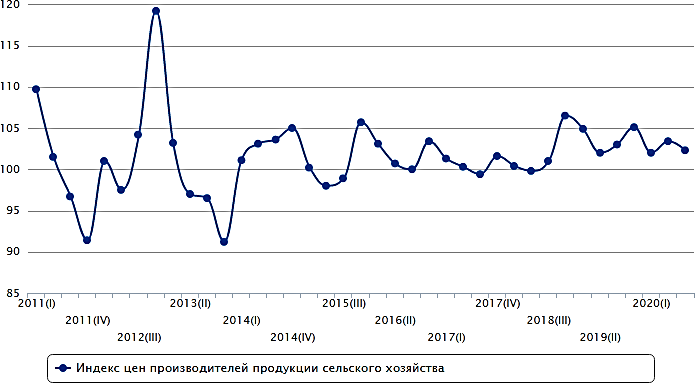 120
115
110
105
100
95
90
85
2011(I) 2013(II) 2015(III) 2017(IV) 2020(I)
2011(IV) 2014(I) 2016(II) 2018(III)
2012(III) 2014(IV) 2017(I) 2019(II)
Индекс цен производителей продукции сельского хозяйства